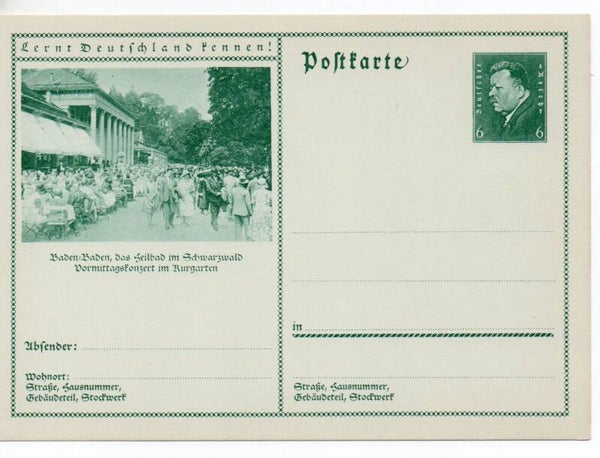 Lernt Deutschland kennen!
Baden-Baden, das Heilbad im Schwarzwald
Vormittagskonzert im Kurgarten
Absender:
Wohnort:
Straße, Hausnummer,
Gebäudeteil, Stockwerk
Postkarte
Deutsches Reich
6 6
in
Straße, Hausnummer,
Gebäudeteil, Stockwerk